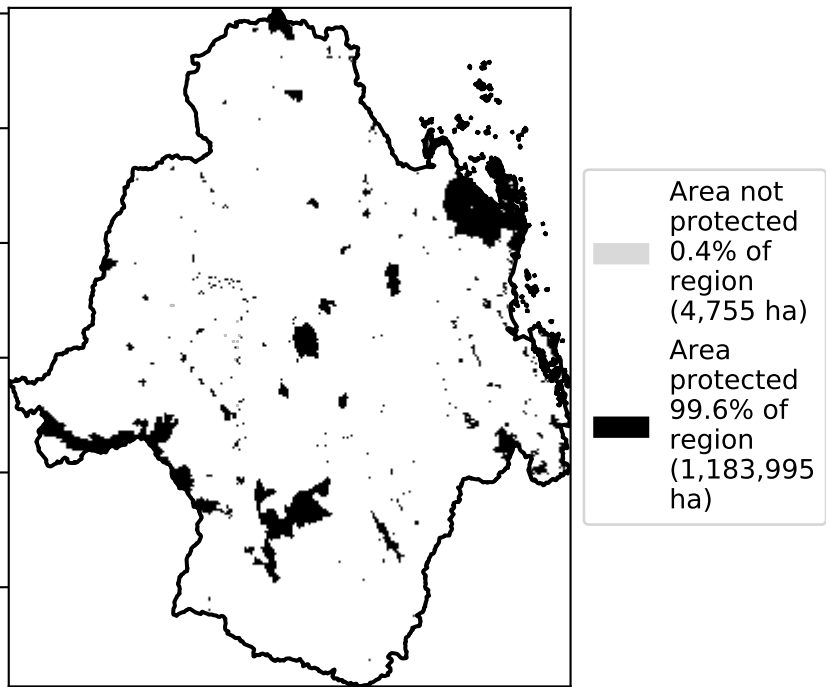 Area not
protected
0.4% of
region
(4,755 ha)
Area
protected
99.6% of
region
(1,183,995
ha)